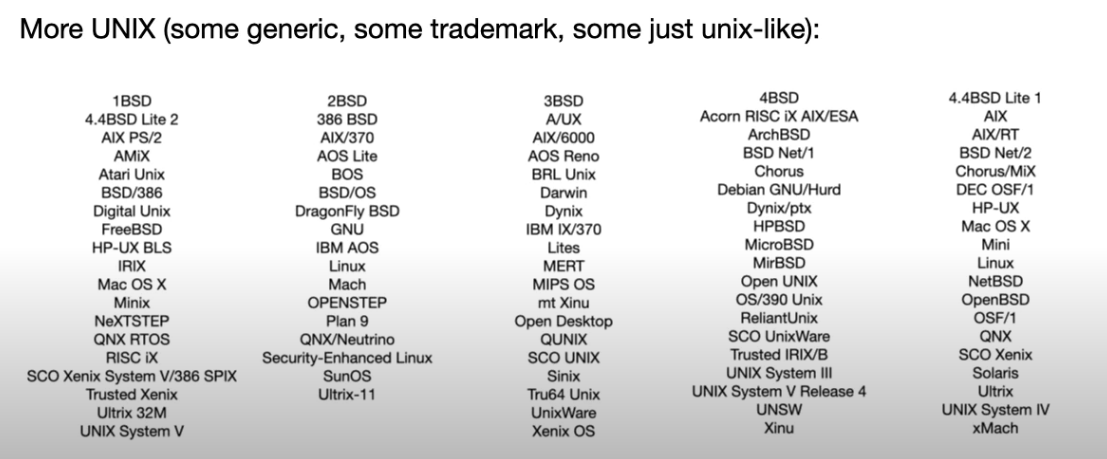 More UNIX (some generic, some trademark, some just unix-like):
1BSD 2BSD 3BSD 4BSD 4.4BSD Lite 1
4.4BSD Lite 2 386 BSD A/UX Acorn RISC iX AIX/ESA AIX
AIX PS/2 AIX/370 AIX/6000 ArchBSD AIX/RT
AMiX AOS Lite AOS Reno BSD Net/1 BSD Net/2
Atari Unix BOS BRL Unix Chorus Chorus/MiX
BSD/386 BSD/OS Darwin Debian GNU/Hurd DEC OSF/1
Digital Unix DragonFly BSD Dynix Dynix/ptx HP-UX
FreeBSD GNU IBM IX/370 HPBSD Mac OS X
HP-UX BLS IBM AOS Lites MicroBSD Mini
IRIX Linux MERT MirBSD Linux
Mac OS X Mach MIPS OS Open UNIX NetBSD
Minix OPENSTEP mt Xinu OS/390 Unix OpenBSD
NeXTSTEP Plan 9 Open Desktop ReliantUnix OSF/1
QNX RTOS QNX/Neutrino QUNIX SCO UnixWare QNX
RISC iX Security-Enhanced Linux SCO UNIX Trusted IRIX/B SCO Xenix
SCO Xenix System V/386 SPIX SunOS Sinix UNIX System III Solaris
Trusted Xenix Ultrix-11 Tru64 Unix UNIX System V Release 4 Ultrix
Ultrix 32M UnixWare UNSW UNIX System IV
UNIX System V Xenix OS Xinu xMach